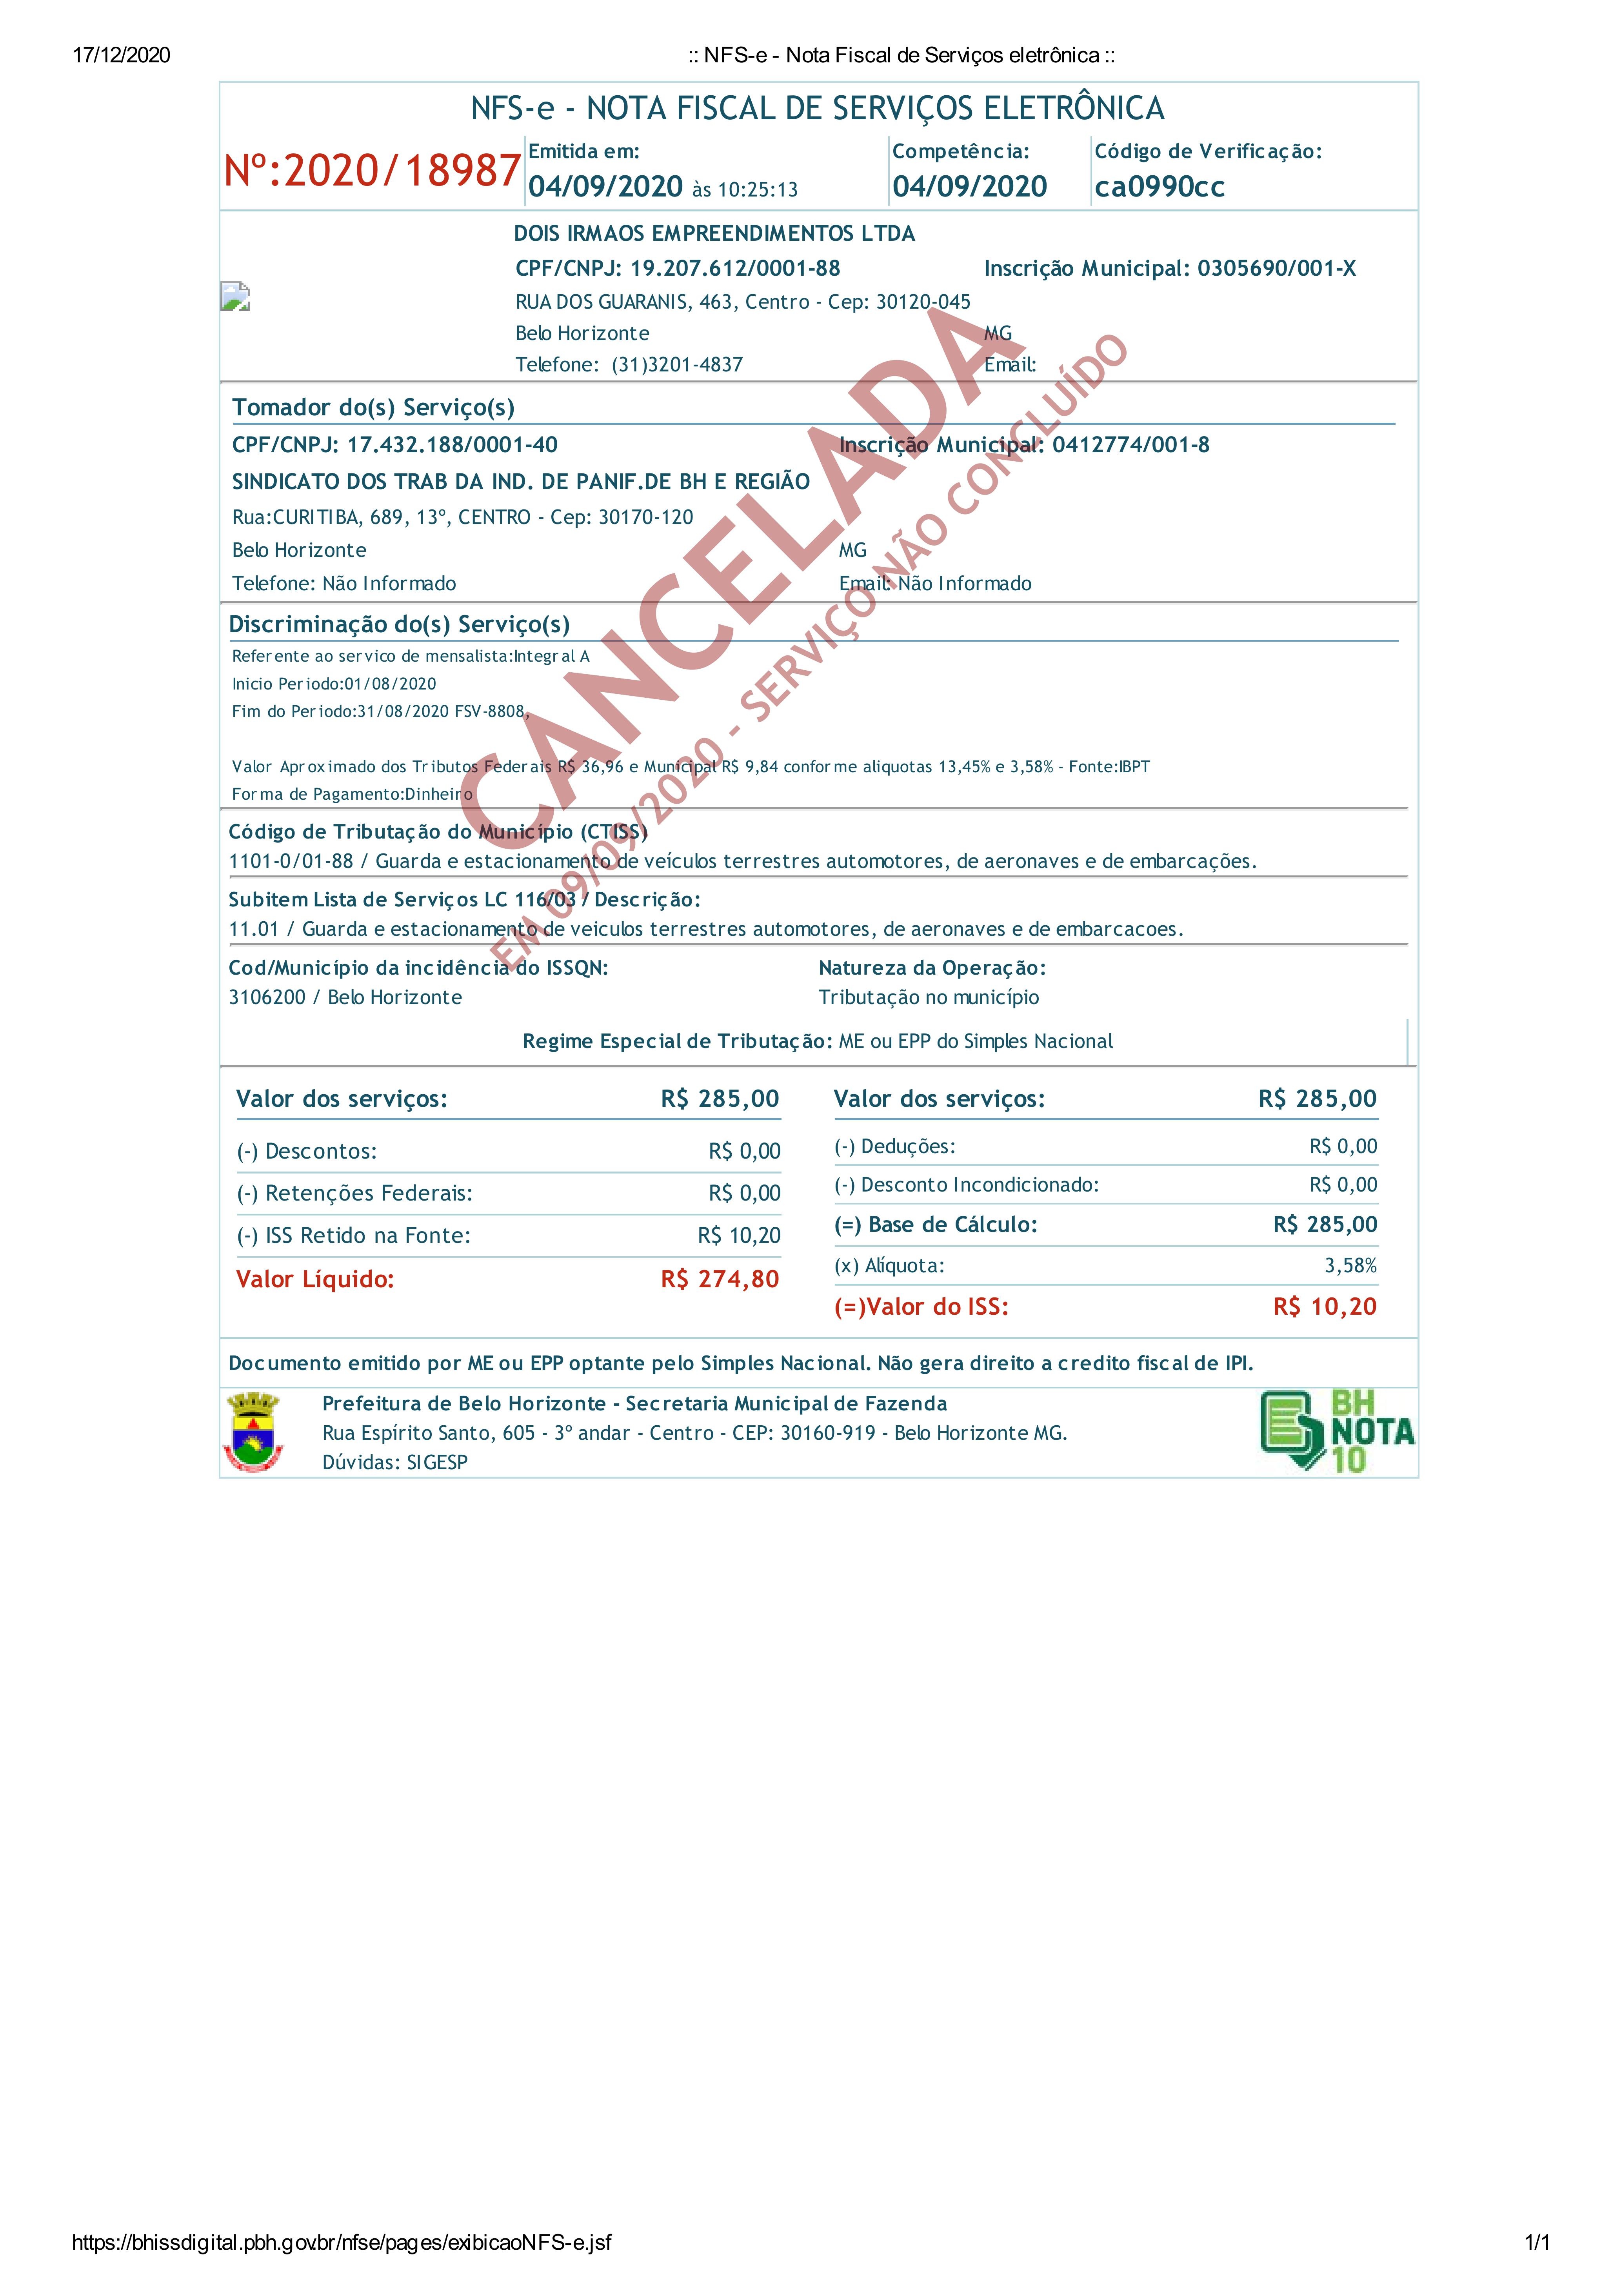 17/12/2020
:: NFS-e - Nota Fiscal de Serviços eletrônica ::
NFS-e - NOTA FISCAL DE SERVIÇOS ELETRÔNICA
Nº:2020/18987
Emitida em:
04/09/2020 às 10:25:13
Competência:
04/09/2020
Código de Verificação:
ca0990cc
DOIS IRMAOS EMPREENDIMENTOS LTDA
CPF/CNPJ: 19.207.612/0001-88
Inscrição Municipal: 0305690/001-X
RUA DOS GUARANIS, 463, Centro - Cep: 30120-045
Belo Horizonte
MG
Telefone: (31)3201-4837
Email:
CANCELADA
EM 09/09/2020 - SERVIÇO NÃO CONCLUÍDO
Tomador do(s) Serviço(s)
CPF/CNPJ: 17.432.188/0001-40
Inscrição Municipal: 0412774/001-8
SINDICATO DOS TRAB DA IND. DE PANIF.DE BH E REGIÃO
Rua:CURITIBA, 689, 13º, CENTRO - Cep: 30170-120
Belo Horizonte
MG
Telefone: Não Informado
Email: Não Informado
Discriminação do(s) Serviço(s)
Referente ao servico de mensalista:Integral A
Inicio Periodo:01/08/2020
Fim do Periodo:31/08/2020 FSV-8808,
Valor Aproximado dos Tributos Federais R$ 36,96 e Municipal R$ 9,84 conforme aliquotas 13,45% e 3,58% - Fonte:IBPT
Forma de Pagamento:Dinheiro
Código de Tributação do Município (CTISS)
1101-0/01-88 / Guarda e estacionamento de veículos terrestres automotores, de aeronaves e de embarcações.
Subitem Lista de Serviços LC 116/03 / Descrição:
11.01 / Guarda e estacionamento de veiculos terrestres automotores, de aeronaves e de embarcacoes.
Cod/Município da incidência do ISSQN:
Natureza da Operação:
3106200 / Belo Horizonte
Tributação no município
Regime Especial de Tributação: ME ou EPP do Simples Nacional
Valor dos serviços: R$ 285,00
(-) Descontos: R$ 0,00
(-) Retenções Federais: R$ 0,00
(-) ISS Retido na Fonte: R$ 10,20
Valor Líquido: R$ 274,80
Valor dos serviços: R$ 285,00
(-) Deduções: R$ 0,00
(-) Desconto Incondicionado: R$ 0,00
(=) Base de Cálculo: R$ 285,00
(x) Alíquota: 3,58%
(=)Valor do ISS: R$ 10,20
Documento emitido por ME ou EPP optante pelo Simples Nacional. Não gera direito a credito fiscal de IPI.
Prefeitura de Belo Horizonte - Secretaria Municipal de Fazenda
Rua Espírito Santo, 605 - 3º andar - Centro - CEP: 30160-919 - Belo Horizonte MG.
Dúvidas: SIGESP
BH
NOTA
10
https://bhissdigital.pbh.gov.br/nfse/pages/exibicaoNFS-e.jsf
1/1